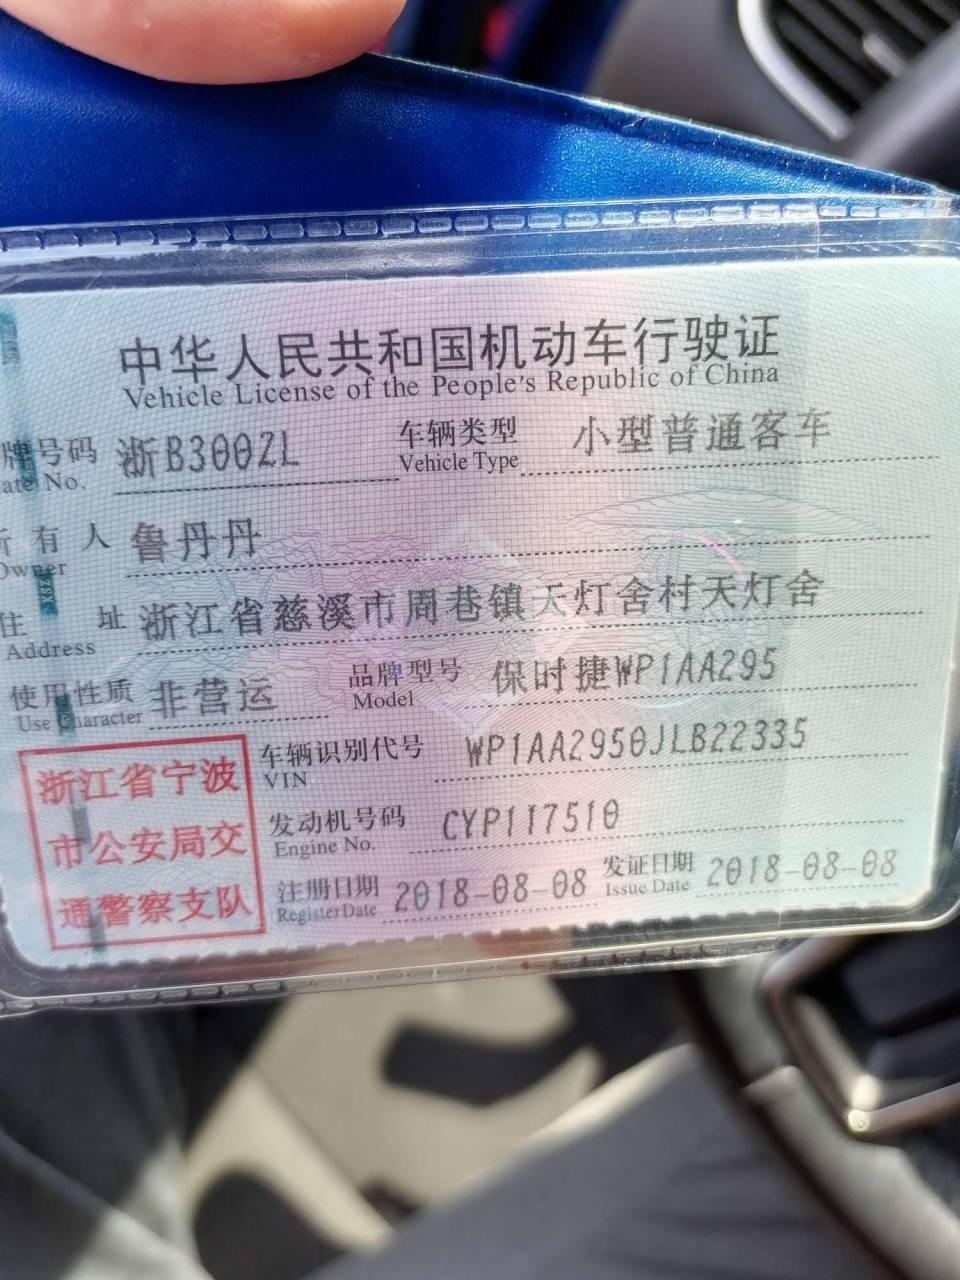 中华人民共和国机动车行驶证
Vehicle License of the People's Republic of China
牌号码 浙B300ZL 车辆类型 小型普通客车
ate No. Vehicle Type
所有人 鲁丹丹
Owner
住址 浙江省慈溪市周巷镇天灯舍村天灯舍
Address
使用性质 非营运 品牌型号 保时捷WP1AA295
Use Character Model
车辆识别代号 WP1AA2950JLB22335
VIN
发动机号码 CYP117510
Engine No.
注册日期 2018-08-08 发证日期 2018-08-08
Register Date Issue Date
浙江省宁波
市公安局交
通警察支队